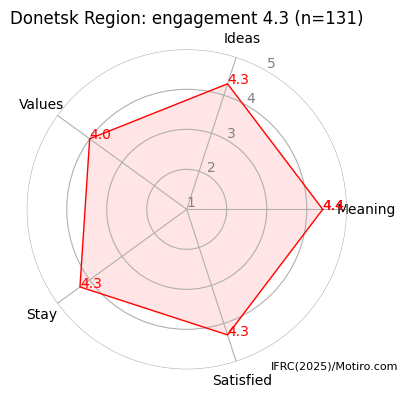 Donetsk Region: engagement 4.3 (n=131)
Ideas
5
4.3
4
Values
4.0
3
2
1
4.4
Meaning
4.3
Stay
4.3
Satisfied
IFRC(2025)/Motiro.com